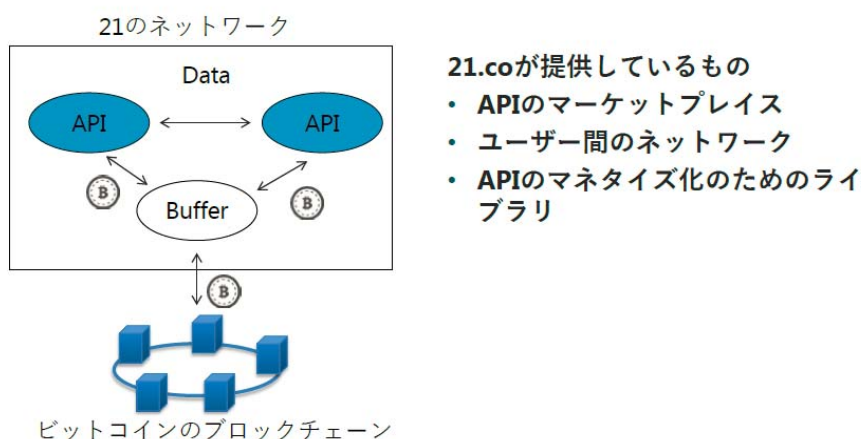 21のネットワーク
Data
API
API
Buffer
ビットコインのブロックチェーン
21.coが提供しているもの
• APIのマーケットプレイス
• ユーザー間のネットワーク
• APIのマネタイズ化のためのライ
ブラリ